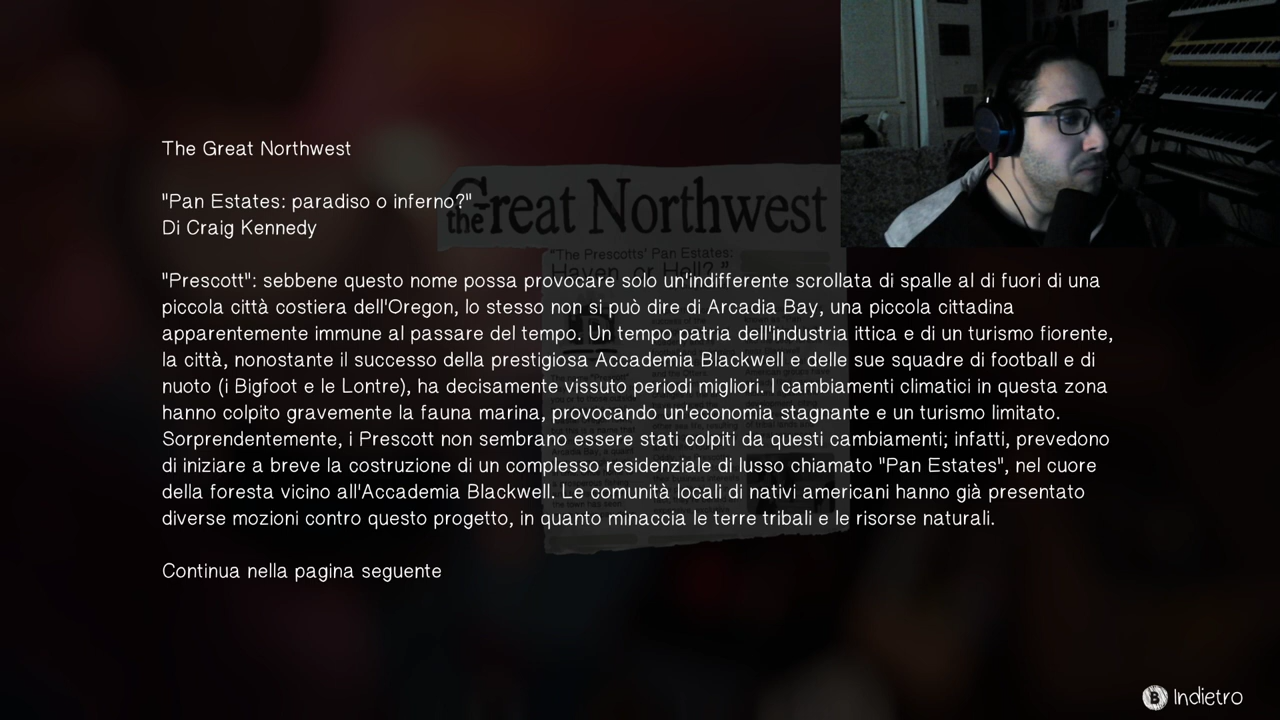 The Great Northwest
"Pan Estates: paradiso o inferno?"
Di Craig Kennedy
"Prescott": sebbene questo nome possa provocare solo un'indifferente scrollata di spalle al di fuori di una
piccola città costiera dell'Oregon, lo stesso non si può dire di Arcadia Bay, una piccola cittadina
apparentemente immune al passare del tempo. Un tempo patria dell'industria ittica e di un turismo fiorente,
la città, nonostante il successo della prestigiosa Accademia Blackwell e delle sue squadre di football e di
nuoto (i Bigfoot e le Lontre), ha decisamente vissuto periodi migliori. I cambiamenti climatici in questa zona
hanno colpito gravemente la fauna marina, provocando un'economia stagnante e un turismo limitato.
Sorprendentemente, i Prescott non sembrano essere stati colpiti da questi cambiamenti; infatti, prevedono
di iniziare a breve la costruzione di un complesso residenziale di lusso chiamato "Pan Estates", nel cuore
della foresta vicino all'Accademia Blackwell. Le comunità locali di nativi americani hanno già presentato
diverse mozioni contro questo progetto, in quanto minaccia le terre tribali e le risorse naturali.
Continua nella pagina seguente
the Great Northwest
"The Prescotts' Pan Estates:
Haven, or Hell?"
B Indietro